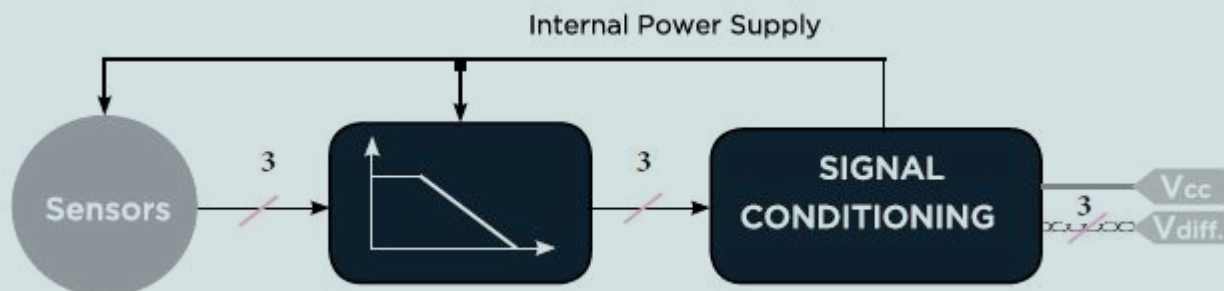 Internal Power Supply
Sensors
3
3
SIGNAL
CONDITIONING
Vcc
3
Vdiff.